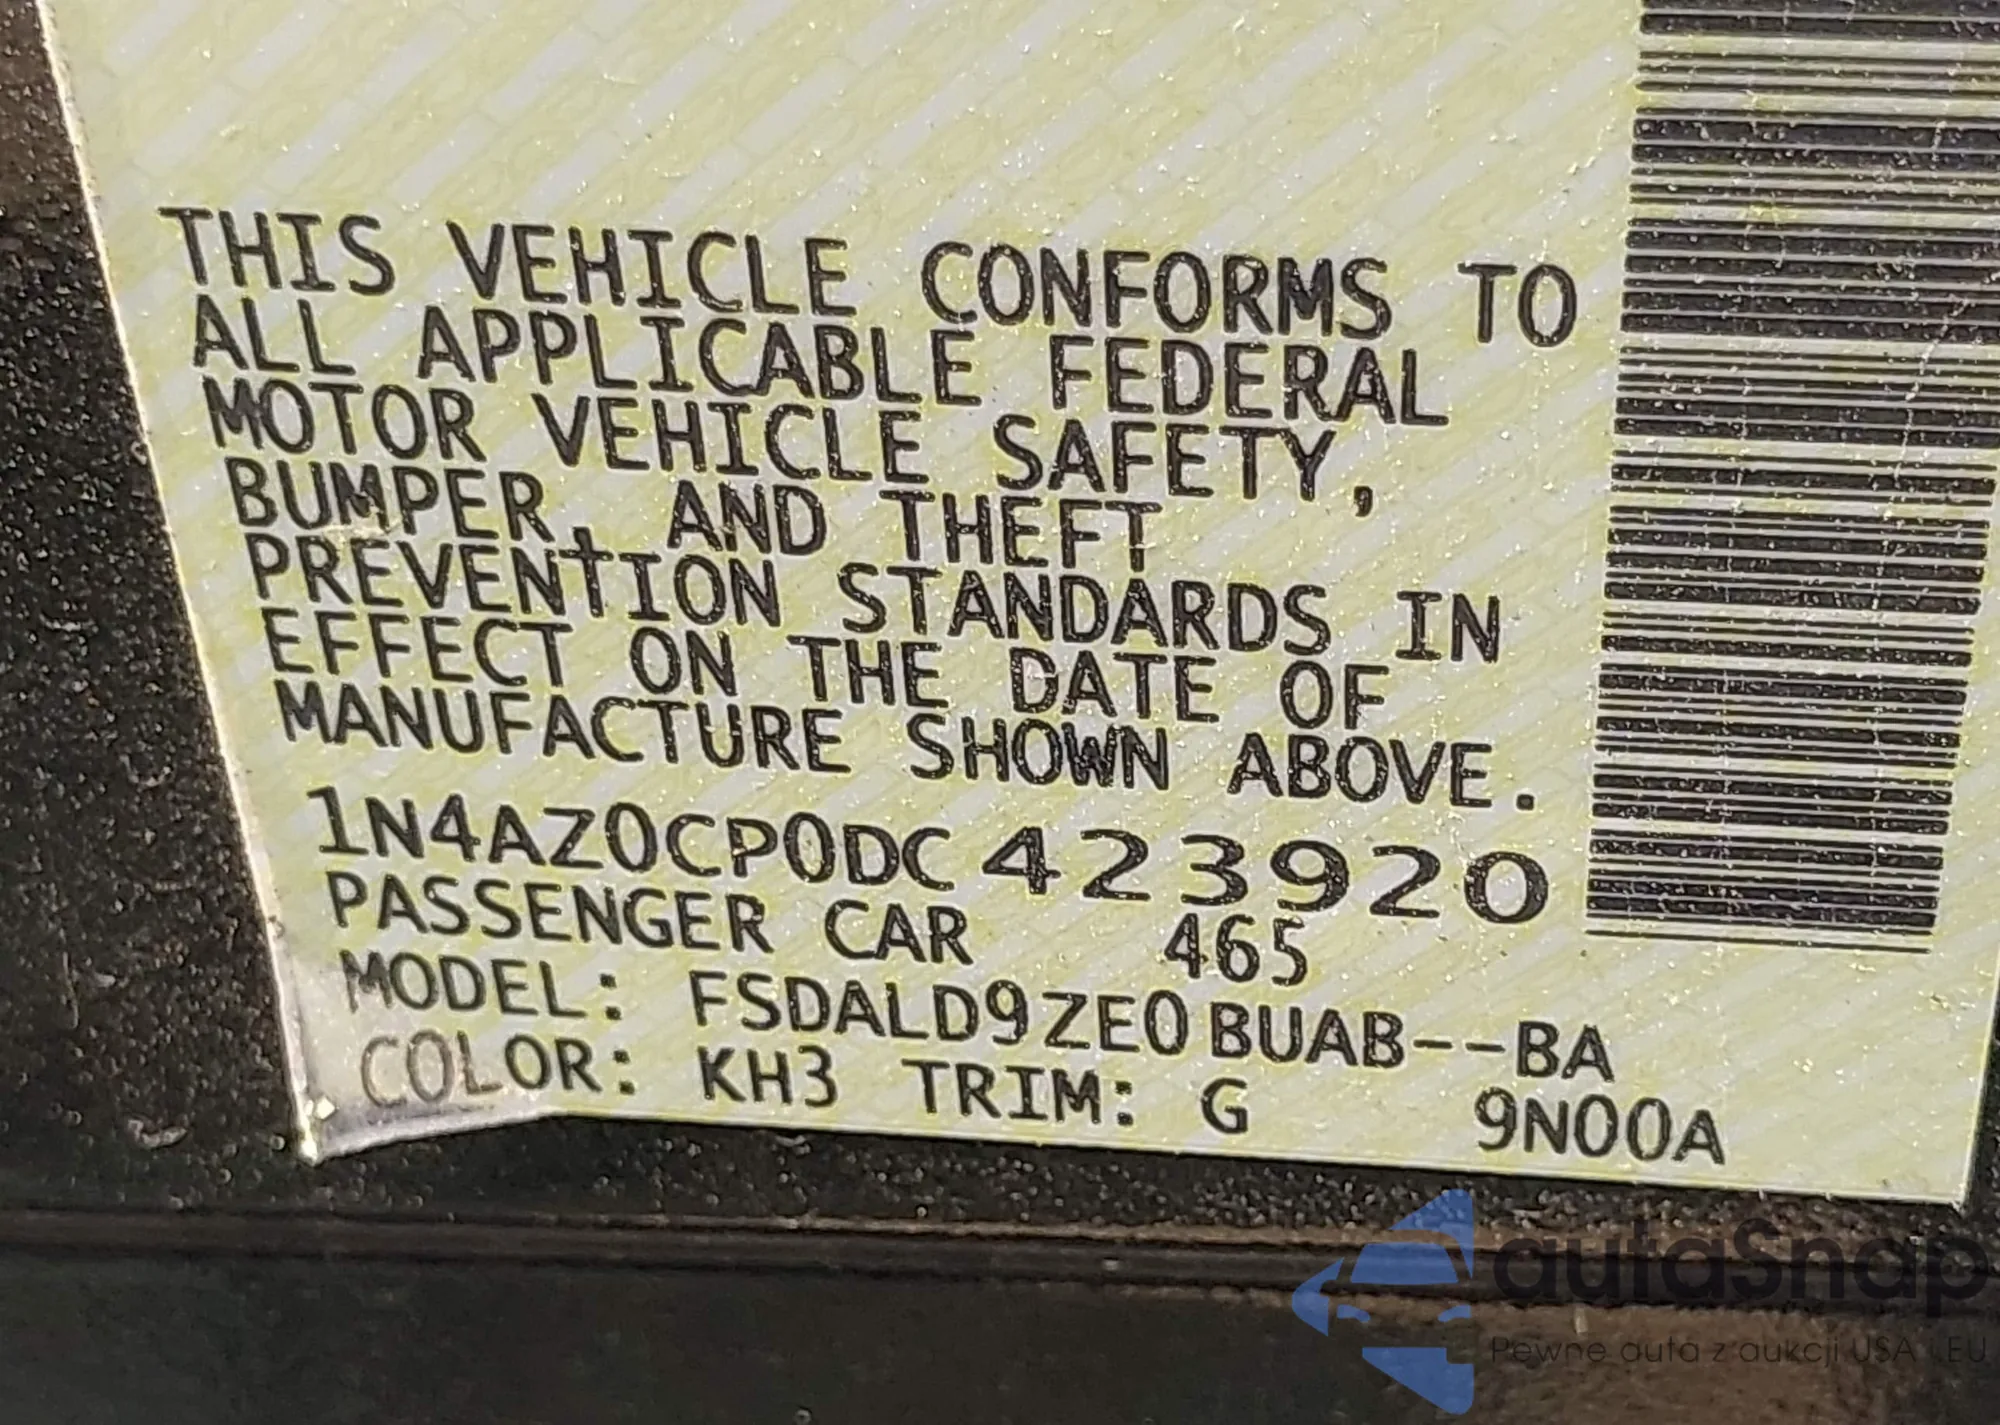 THIS VEHICLE CONFORMS TO
ALL APPLICABLE FEDERAL
MOTOR VEHICLE SAFETY,
BUMPER, AND THEFT
PREVENTION STANDARDS IN
EFFECT ON THE DATE OF
MANUFACTURE SHOWN ABOVE.
1N4AZ0CP0DC423920
PASSENGER CAR 465
MODEL: FSDALD9ZE0BUAB--BA
COLOR: KH3 TRIM: G 9N00A
autaSnap
Pewne auta z aukcji USA i EU